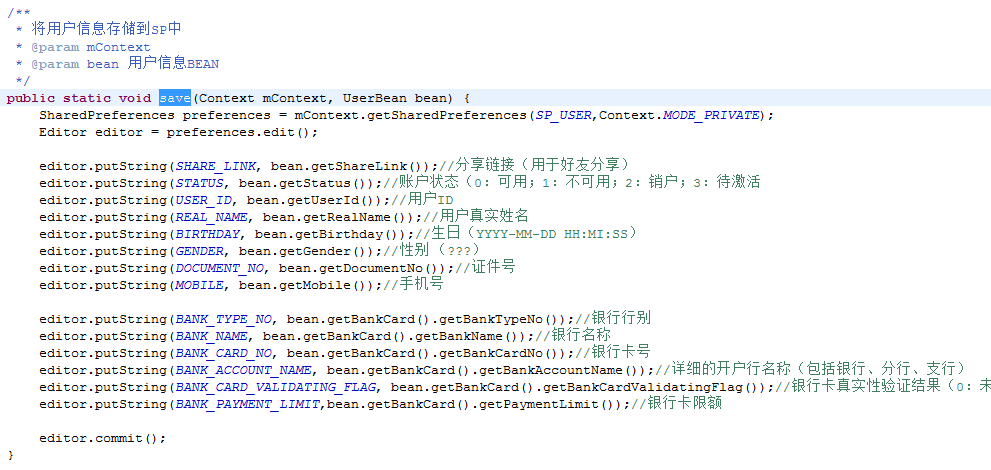 /**
 * 将用户信息存储到SP中
 * @param mContext
 * @param bean 用户信息BEAN
 */
public static void save(Context mContext, UserBean bean) {
    SharedPreferences preferences = mContext.getSharedPreferences(SP_USER,Context.MODE_PRIVATE);
    Editor editor = preferences.edit();

    editor.putString(SHARE_LINK, bean.getShareLink());//分享链接（用于好友分享）
    editor.putString(STATUS, bean.getStatus());//账户状态（0：可用；1：不可用；2：销户；3：待激活
    editor.putString(USER_ID, bean.getUserId());//用户ID
    editor.putString(REAL_NAME, bean.getRealName());//用户真实姓名
    editor.putString(BIRTHDAY, bean.getBirthday());//生日（YYYY-MM-DD HH:MI:SS）
    editor.putString(GENDER, bean.getGender());//性别 （???）
    editor.putString(DOCUMENT_NO, bean.getDocumentNo());//证件号
    editor.putString(MOBILE, bean.getMobile());//手机号

    editor.putString(BANK_TYPE_NO, bean.getBankCard().getBankTypeNo());//银行行别
    editor.putString(BANK_NAME, bean.getBankCard().getBankName());//银行名称
    editor.putString(BANK_CARD_NO, bean.getBankCard().getBankCardNo());//银行卡号
    editor.putString(BANK_ACCOUNT_NAME, bean.getBankCard().getBankAccountName());//详细的开户行名称（包括银行、分行、支行）
    editor.putString(BANK_CARD_VALIDATING_FLAG, bean.getBankCard().getBankCardValidatingFlag());//银行卡真实性验证结果（0：未
    editor.putString(BANK_PAYMENT_LIMIT,bean.getBankCard().getPaymentLimit());//银行卡限额

    editor.commit();
}